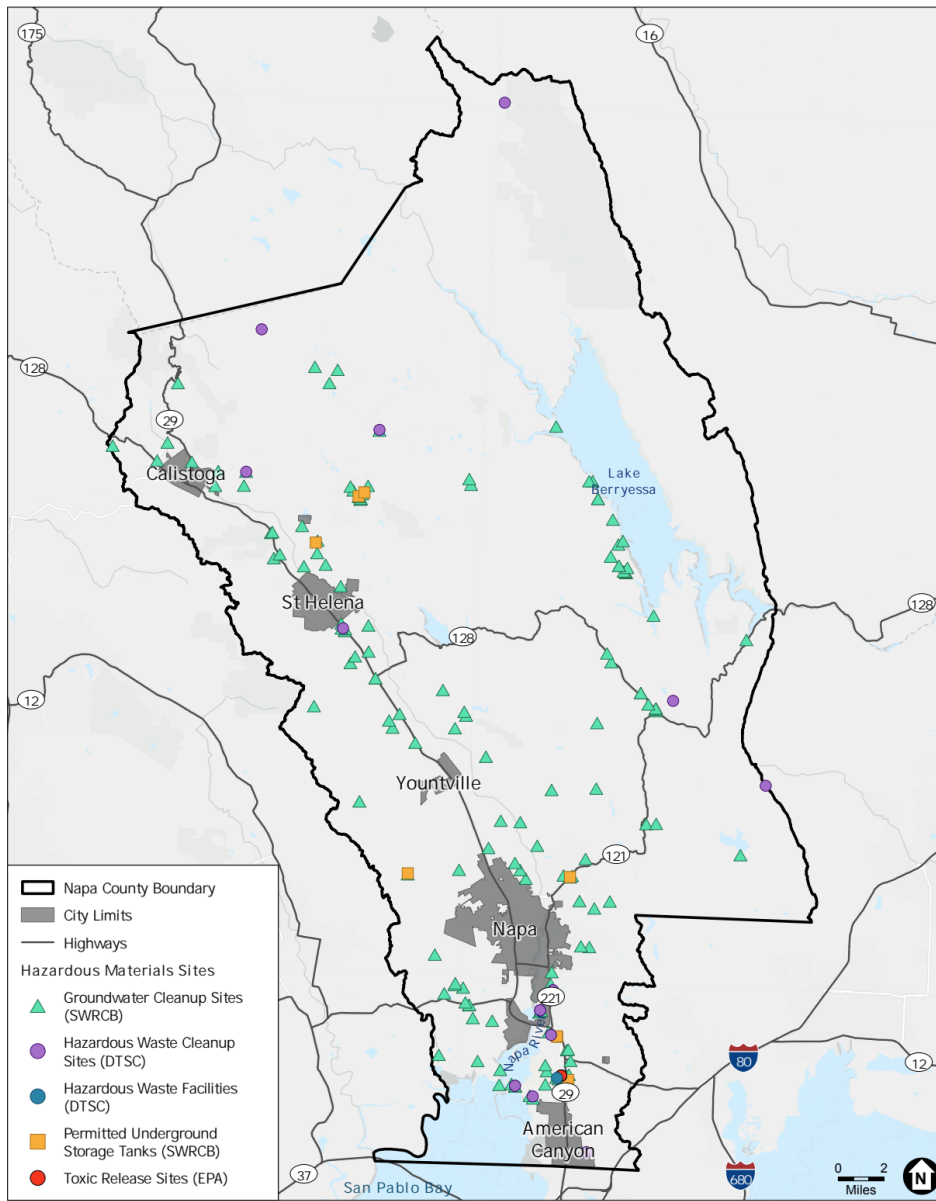 175
16
128
29
Calistoga
Lake
Berryessa
St Helena
128
128
12
Yountville
121
Napa
221
Napa River
29
American
Canyon
80
12
680
37
San Pablo Bay
0 2
Miles
N
Napa County Boundary
City Limits
Highways
Hazardous Materials Sites
Groundwater Cleanup Sites
(SWRCB)
Hazardous Waste Cleanup
Sites (DTSC)
Hazardous Waste Facilities
(DTSC)
Permitted Underground
Storage Tanks (SWRCB)
Toxic Release Sites (EPA)